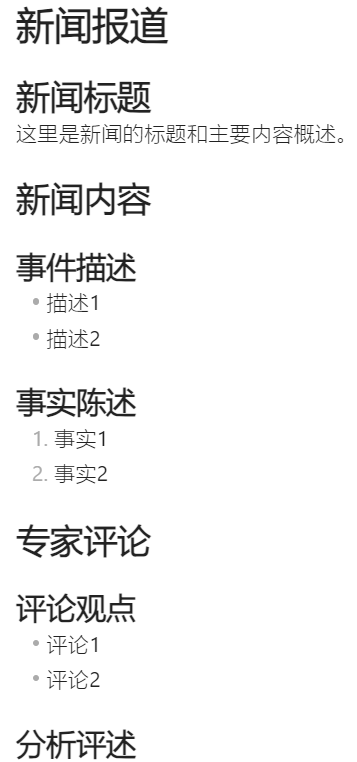 新闻报道
新闻标题
这里是新闻的标题和主要内容概述。
新闻内容
事件描述
• 描述1
• 描述2
事实陈述
1. 事实1
2. 事实2
专家评论
评论观点
• 评论1
• 评论2
分析评述